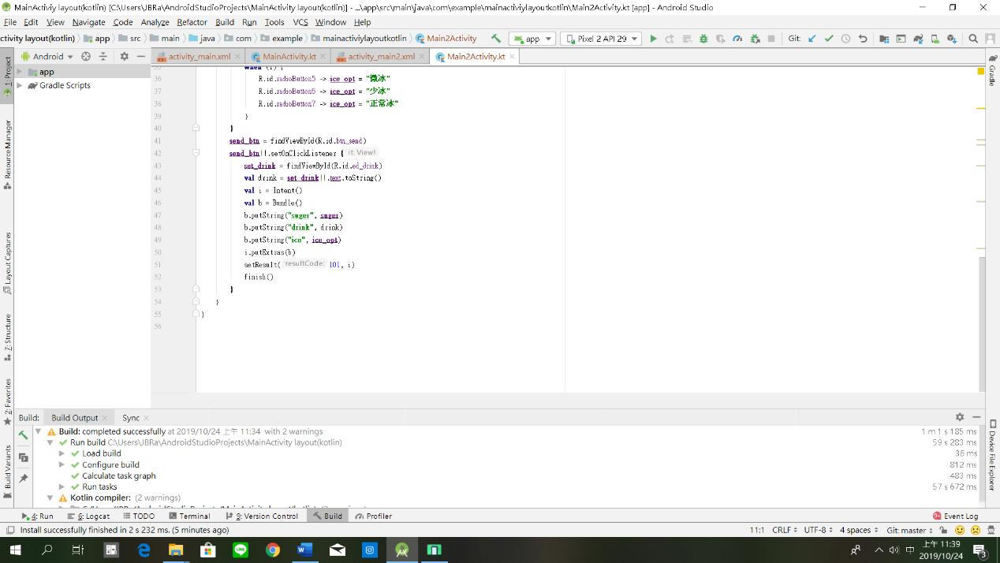 MainActiviy layout(kotlin) [C:\Users\JBRa\AndroidStudioProjects\MainActivity layout(kotlin)] - ...\app\src\main\java\com\example\mainactiviylayoutkotlin\Main2Activity.kt [app] - Android Studio
File Edit View Navigate Code Analyze Refactor Build Run Tools VCS Window Help
ctivity layout(kotlin) app src main java com example mainactiviylayoutkotlin Main2Activity app Pixel 2 API 29 Git:
1: Project
Android
activity_main.xml MainActivity.kt activity_main2.xml Main2Activity.kt
Gradle
app
Gradle Scripts
36 R.id.radioButton5 -> ice_opt = "微冰"
37 R.id.radioButton6 -> ice_opt = "少冰"
38 R.id.radioButton7 -> ice_opt = "正常冰"
39 }
40 }
41 send_btn = findViewById(R.id.btn_send)
42 send_btn!!.setOnClickListener { it: View!
43 set_drink = findViewById(R.id.ed_drink)
44 val drink = set_drink!!.text.toString()
45 val i = Intent()
46 val b = Bundle()
47 b.putString("suger", suger)
48 b.putString("drink", drink)
49 b.putString("ice", ice_opt)
50 i.putExtras(b)
51 setResult( resultCode: 101, i)
52 finish()
53 }
54 }
55 }
56
Resource Manager
Layout Captures
7: Structure
2: Favorites
Build Variants
Device File Explorer
Build: Build Output Sync
Build: completed successfully at 2019/10/24 上午 11:34 with 2 warnings 1 m 1 s 185 ms
Run build C:\Users\JBRa\AndroidStudioProjects\MainActivity layout(kotlin) 59 s 283 ms
Load build 36 ms
Configure build 812 ms
Calculate task graph 483 ms
Run tasks 57 s 672 ms
Kotlin compiler: (2 warnings)
4: Run 6: Logcat TODO Terminal 9: Version Control Build Profiler Event Log
Install successfully finished in 2 s 232 ms. (5 minutes ago) 11:1 CRLF UTF-8 4 spaces Git: master
中 上午 11:39
2019/10/24 3